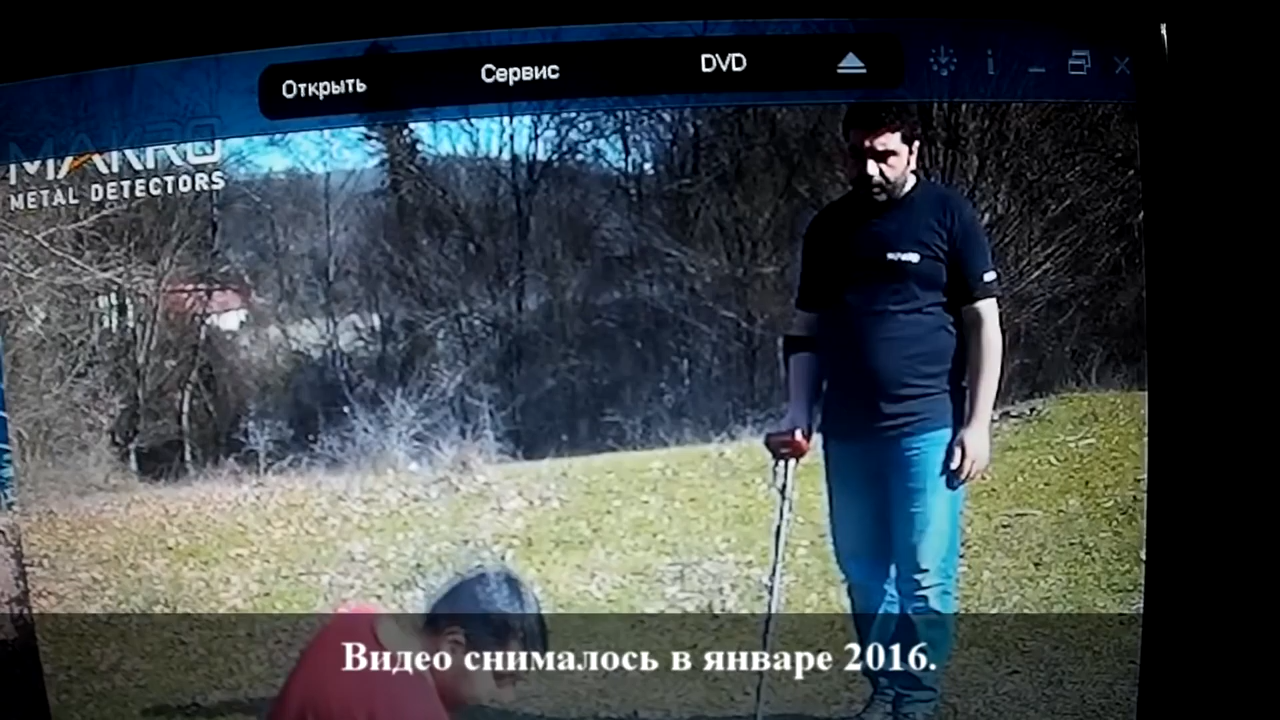 Открыть Сервис DVD
MAKRO
METAL DETECTORS
Видео снималось в январе 2016.